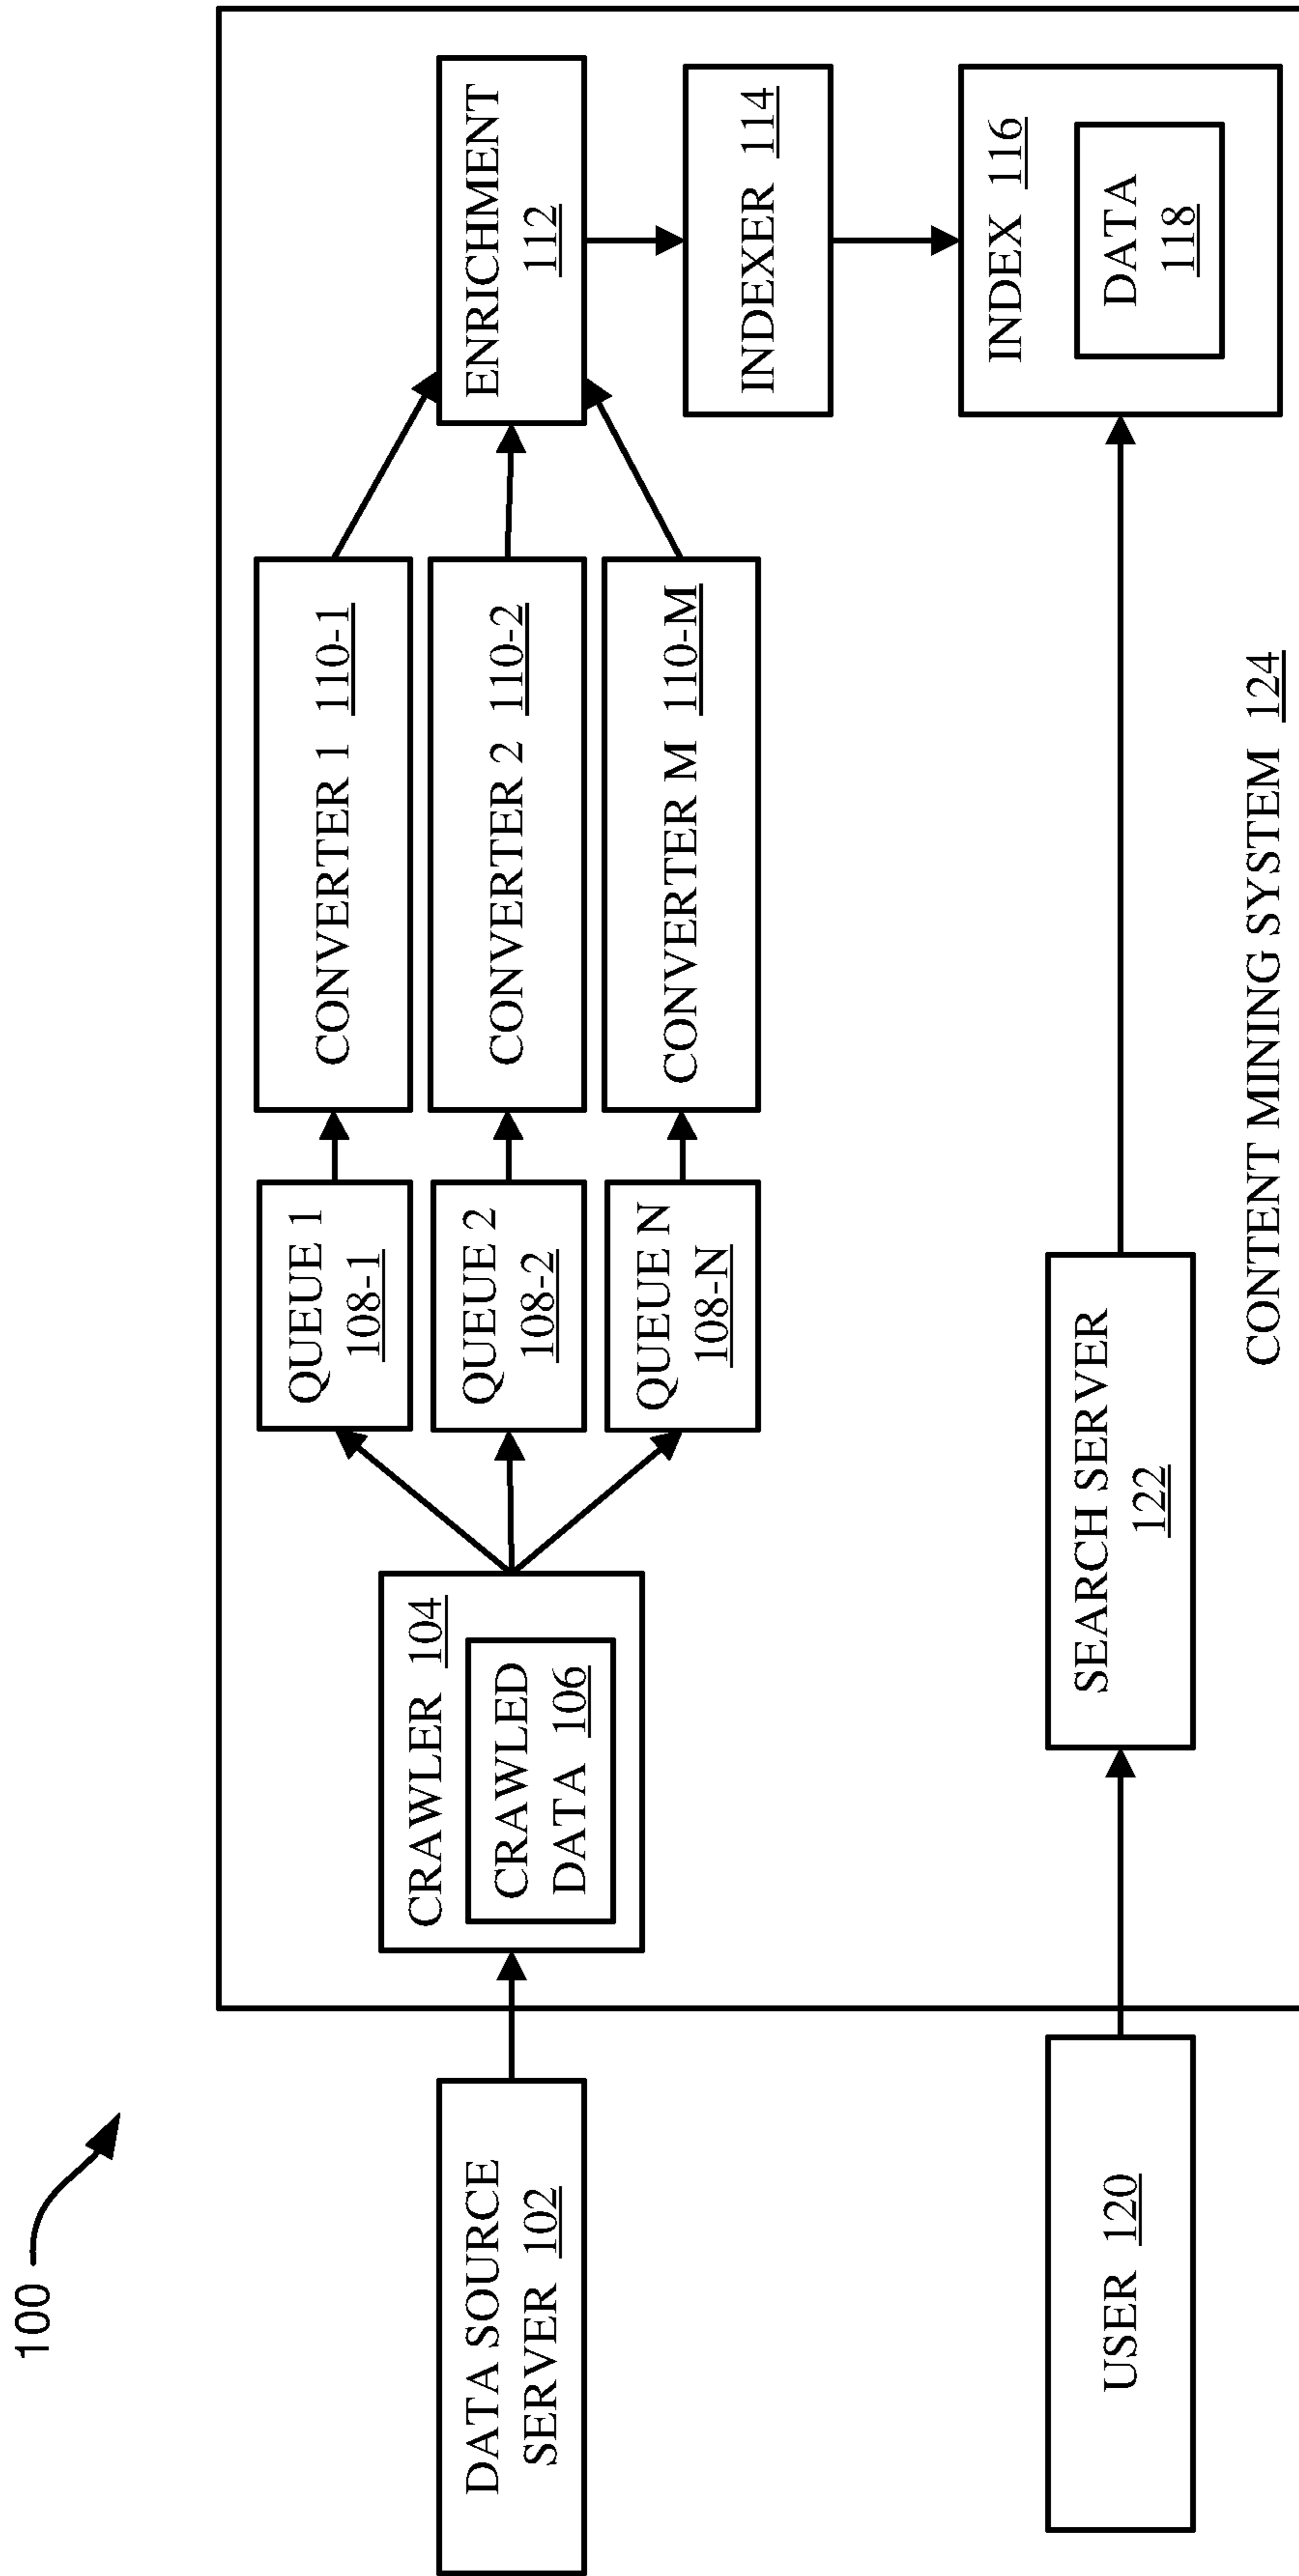 100
DATA SOURCE
SERVER 102
CRAWLER 104
CRAWLED
DATA 106
QUEUE 1
108-1
QUEUE 2
108-2
QUEUE N
108-N
CONVERTER 1 110-1
CONVERTER 2 110-2
CONVERTER M 110-M
ENRICHMENT
112
INDEXER 114
INDEX 116
DATA
118
USER 120
SEARCH SERVER
122
CONTENT MINING SYSTEM 124